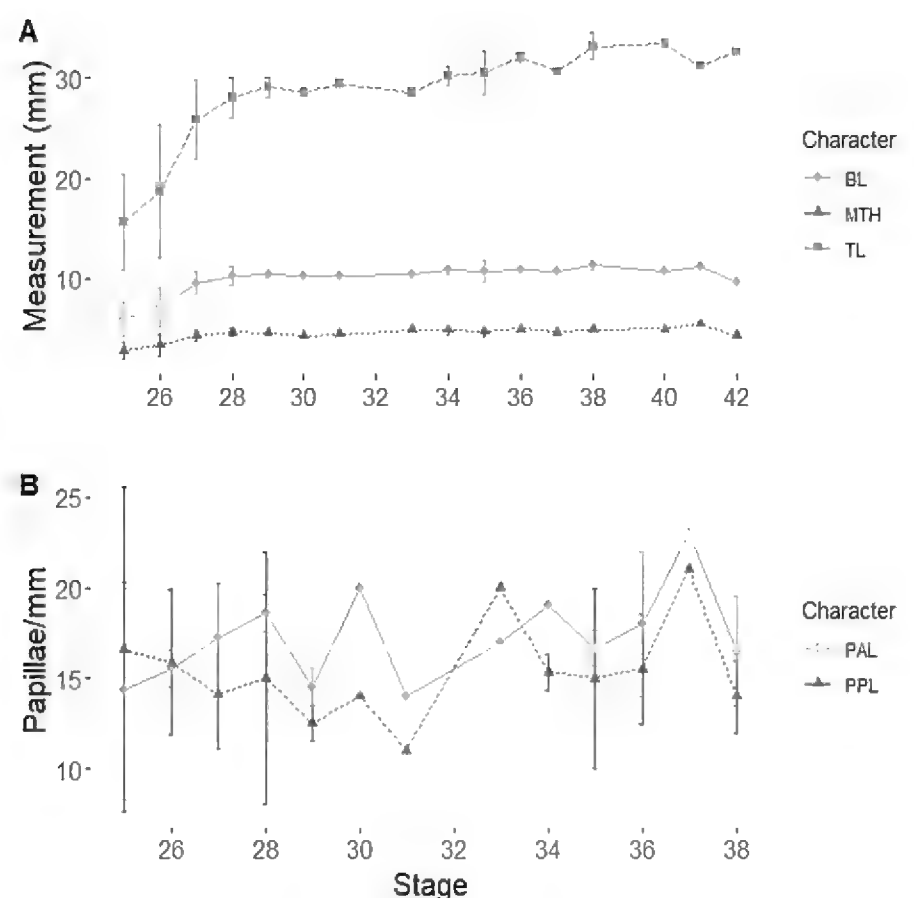 A
Measurement (mm)
30
20
10
26 28 30 32 34 36 38 40 42
Character
BL
MTH
TL
B
Papillae/mm
25
20
15
10
26 28 30 32 34 36 38
Stage
Character
PAL
PPL